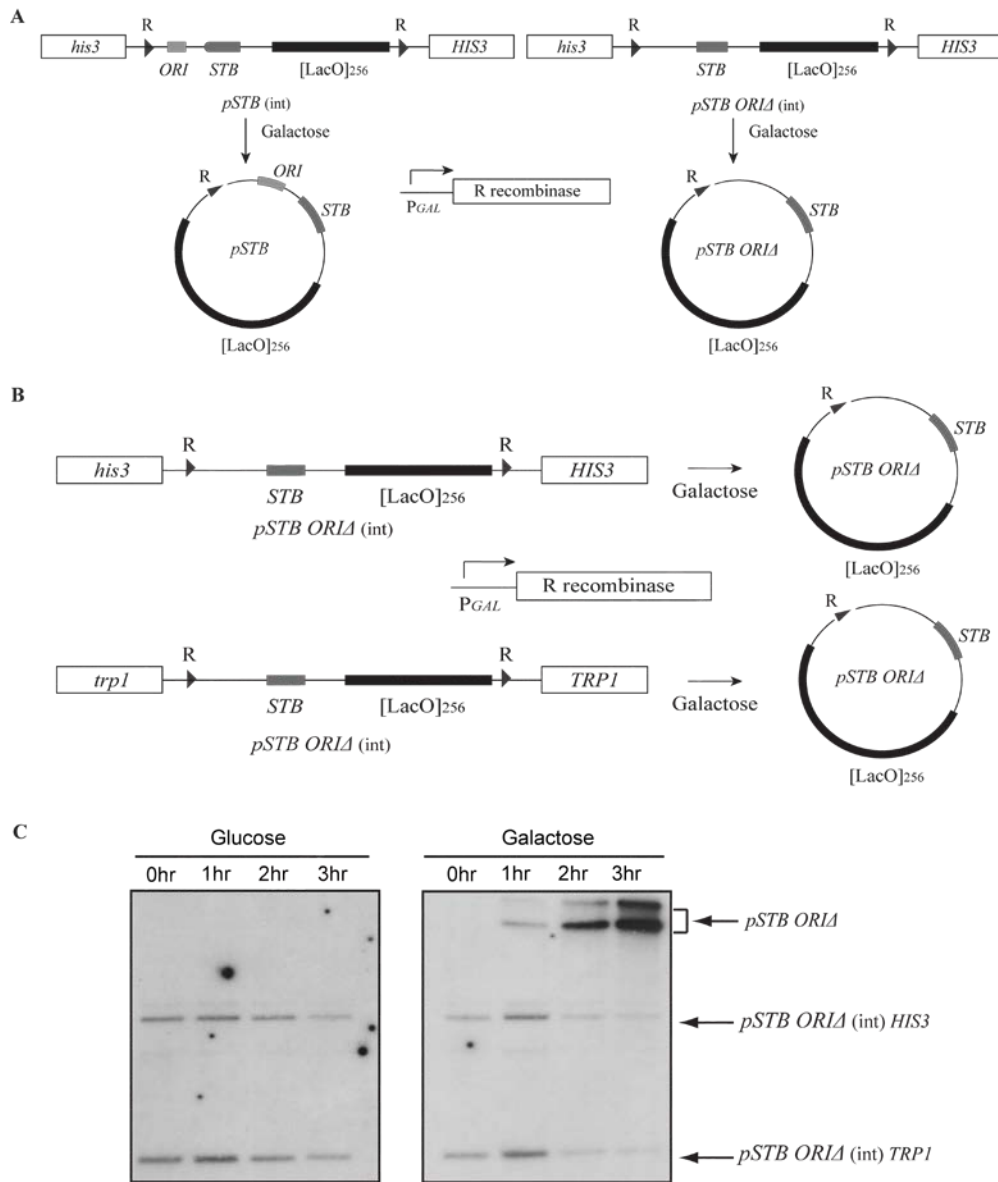 A
his3 R ORI STB [LacO]256 R HIS3
his3 R STB [LacO]256 R HIS3
pSTB (int)
pSTB ORIΔ (int)
Galactose
Galactose
R ORI STB
pSTB
[LacO]256
PGAL R recombinase
R STB
pSTB ORIΔ
[LacO]256
B
his3 R STB [LacO]256 R HIS3
pSTB ORIΔ (int)
Galactose
R STB
pSTB ORIΔ
[LacO]256
PGAL R recombinase
trp1 R STB [LacO]256 R TRP1
pSTB ORIΔ (int)
Galactose
R STB
pSTB ORIΔ
[LacO]256
C
Glucose
0hr 1hr 2hr 3hr
Galactose
0hr 1hr 2hr 3hr
pSTB ORIΔ
pSTB ORIΔ (int) HIS3
pSTB ORIΔ (int) TRP1